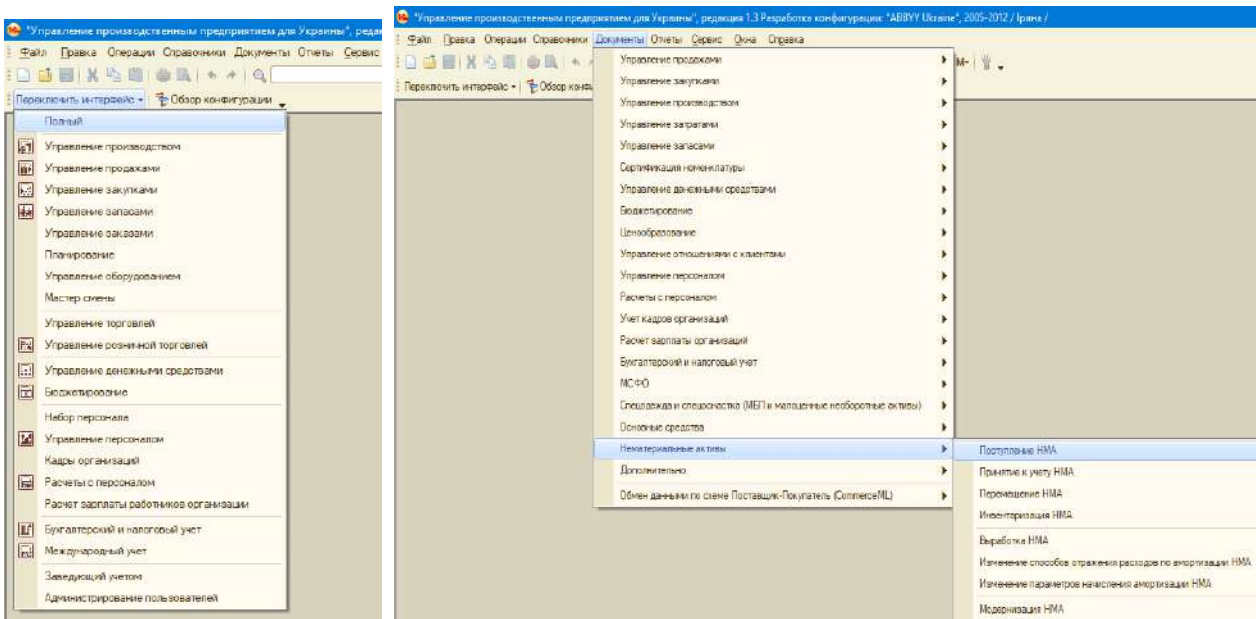 "Управление производственным предприятием для Украины", редак
Файл Правка Операции Справочники Документы Отчеты Сервис
Переключить интерфейс Обзор конфигурации
Полный
Управление производством
Управление продажами
Управление закупками
Управление запасами
Управление заказами
Планирование
Управление оборудованием
Мастер смены
Управление торговлей
Управление розничной торговлей
Управление денежными средствами
Бюджетирование
Набор персонала
Управление персоналом
Кадры организаций
Расчеты с персоналом
Расчет зарплаты работников организации
Бухгалтерский и налоговый учет
Международный учет
Заведующий учетом
Администрирование пользователей
"Управление производственным предприятием для Украины", редакция 1.3 Разработка конфигурации: "ABBYY Ukraine", 2005-2012 / Ірина /
Файл Правка Операции Справочники Документы Отчеты Сервис Окна Справка
M-
Переключить интерфейс Обзор конфи
Управление продажами
Управление закупками
Управление производством
Управление затратами
Управление запасами
Сертификация номенклатуры
Управление денежными средствами
Бюджетирование
Ценообразование
Управление отношениями с клиентами
Управление персоналом
Расчеты с персоналом
Учет кадров организаций
Расчет зарплаты организаций
Бухгалтерский и налоговый учет
МСФО
Спецодежда и спецоснастка (МБП и малоценные необоротные активы)
Основные средства
Нематериальные активы
Дополнительно
Обмен данными по схеме Поставщик-Покупатель (CommerceML)
Поступление НМА
Принятие к учету НМА
Перемещение НМА
Инвентаризация НМА
Выработка НМА
Изменение способов отражения расходов по амортизации НМА
Изменение параметров начисления амортизации НМА
Модернизация НМА